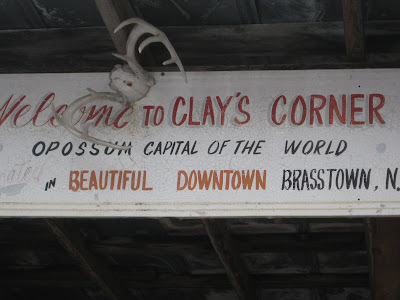 Welcome TO CLAY'S CORNER
OPOSSUM CAPITAL OF THE WORLD
IN BEAUTIFUL DOWNTOWN BRASSTOWN, N.